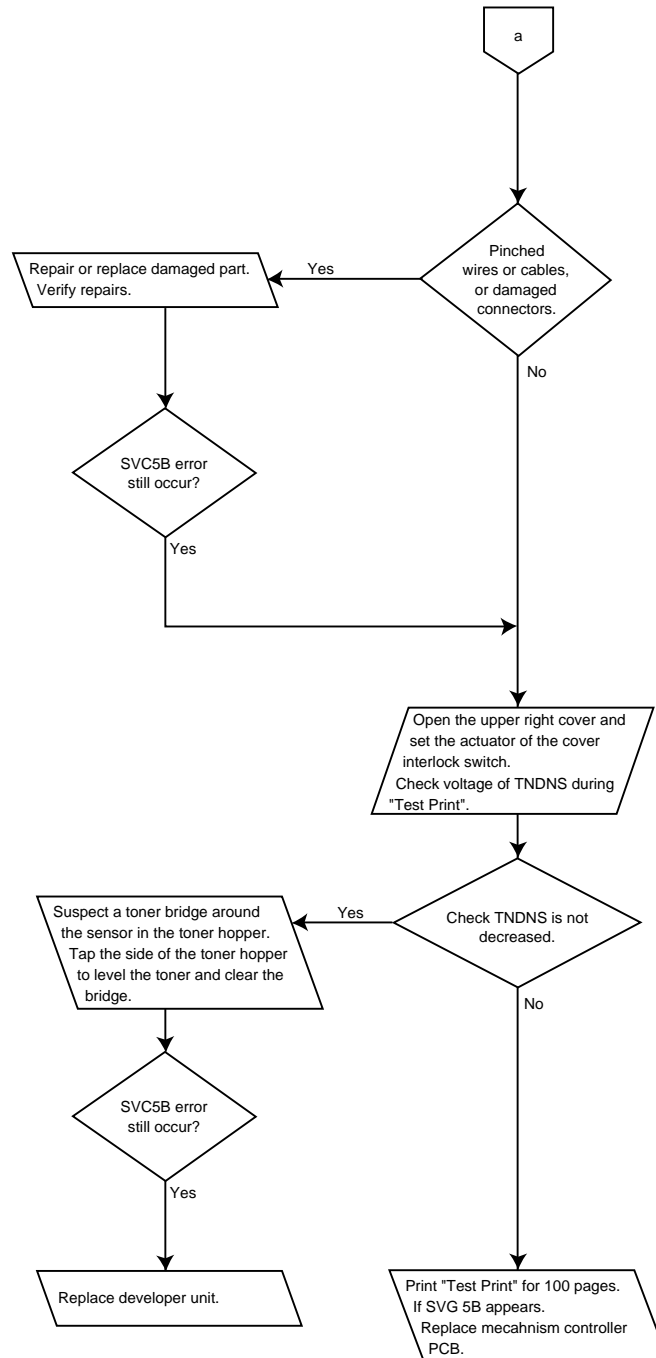 a
Pinched
wires or cables,
or damaged
connectors.
Yes
Repair or replace damaged part.
Verify repairs.
No
SVC5B error
still occur?
Yes
Open the upper right cover and
set the actuator of the cover
interlock switch.
Check voltage of TNDNS during
"Test Print".
Check TNDNS is not
decreased.
Yes
Suspect a toner bridge around
the sensor in the toner hopper.
Tap the side of the toner hopper
to level the toner and clear the
bridge.
No
SVC5B error
still occur?
Yes
Replace developer unit.
Print "Test Print" for 100 pages.
If SVG 5B appears.
Replace mecahnism controller
PCB.